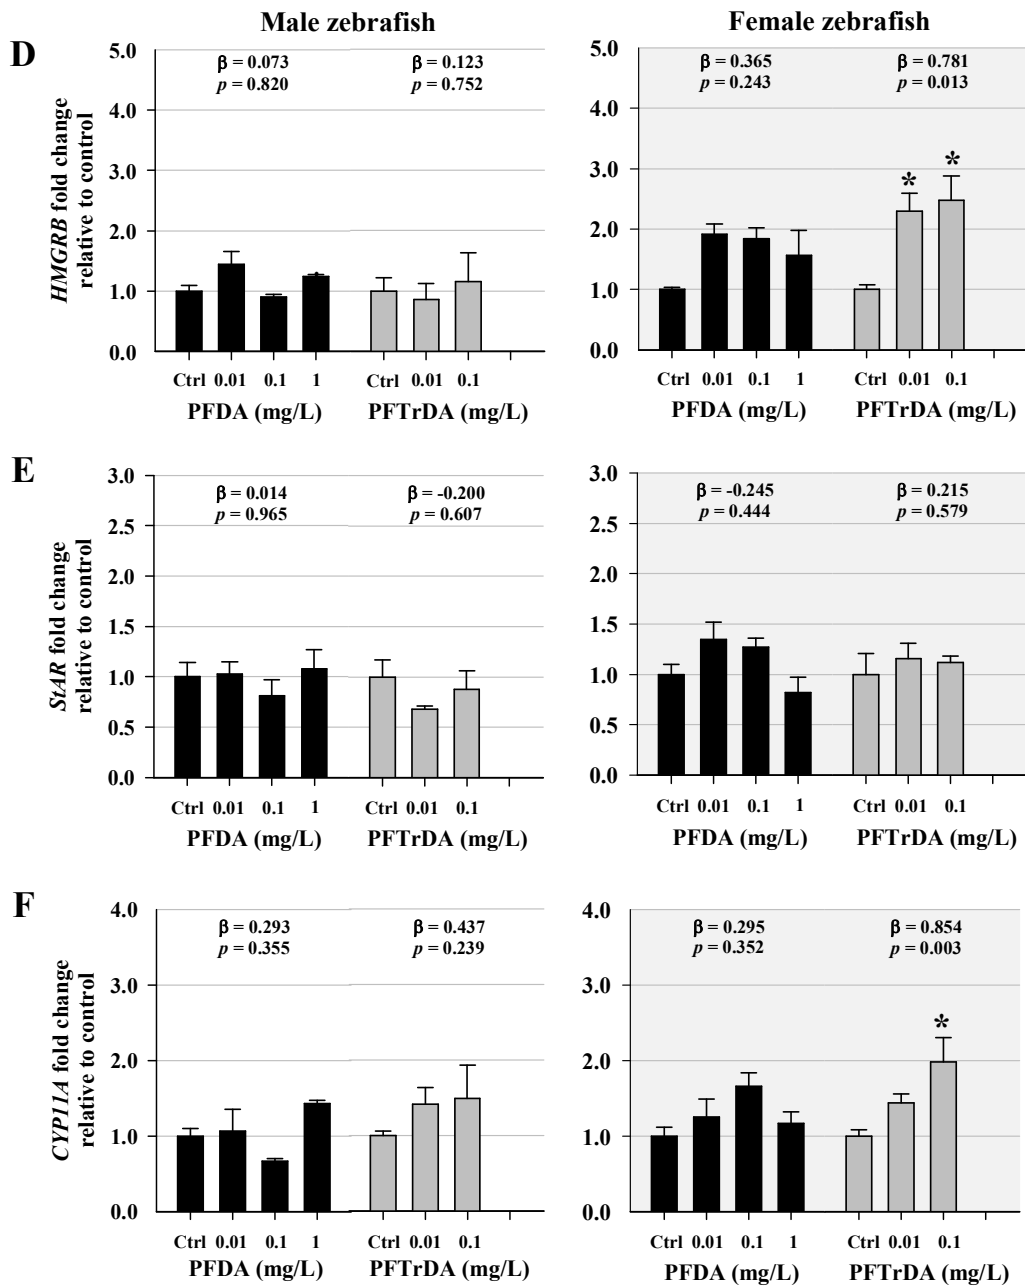 Male zebrafish
Female zebrafish
D
HMGRB fold change
relative to control
5.0
4.0
3.0
2.0
1.0
0.0
β = 0.073
p = 0.820
β = 0.123
p = 0.752
Ctrl 0.01 0.1 1
Ctrl 0.01 0.1
PFDA (mg/L)
PFTrDA (mg/L)
5.0
4.0
3.0
2.0
1.0
0.0
β = 0.365
p = 0.243
β = 0.781
p = 0.013
* *
Ctrl 0.01 0.1 1
Ctrl 0.01 0.1
PFDA (mg/L)
PFTrDA (mg/L)
E
StAR fold change
relative to control
3.0
2.5
2.0
1.5
1.0
0.5
0.0
β = 0.014
p = 0.965
β = -0.200
p = 0.607
Ctrl 0.01 0.1 1
Ctrl 0.01 0.1
PFDA (mg/L)
PFTrDA (mg/L)
3.0
2.5
2.0
1.5
1.0
0.5
0.0
β = -0.245
p = 0.444
β = 0.215
p = 0.579
Ctrl 0.01 0.1 1
Ctrl 0.01 0.1
PFDA (mg/L)
PFTrDA (mg/L)
F
CYP11A fold change
relative to control
4.0
3.0
2.0
1.0
0.0
β = 0.293
p = 0.355
β = 0.437
p = 0.239
Ctrl 0.01 0.1 1
Ctrl 0.01 0.1
PFDA (mg/L)
PFTrDA (mg/L)
4.0
3.0
2.0
1.0
0.0
β = 0.295
p = 0.352
β = 0.854
p = 0.003
*
Ctrl 0.01 0.1 1
Ctrl 0.01 0.1
PFDA (mg/L)
PFTrDA (mg/L)